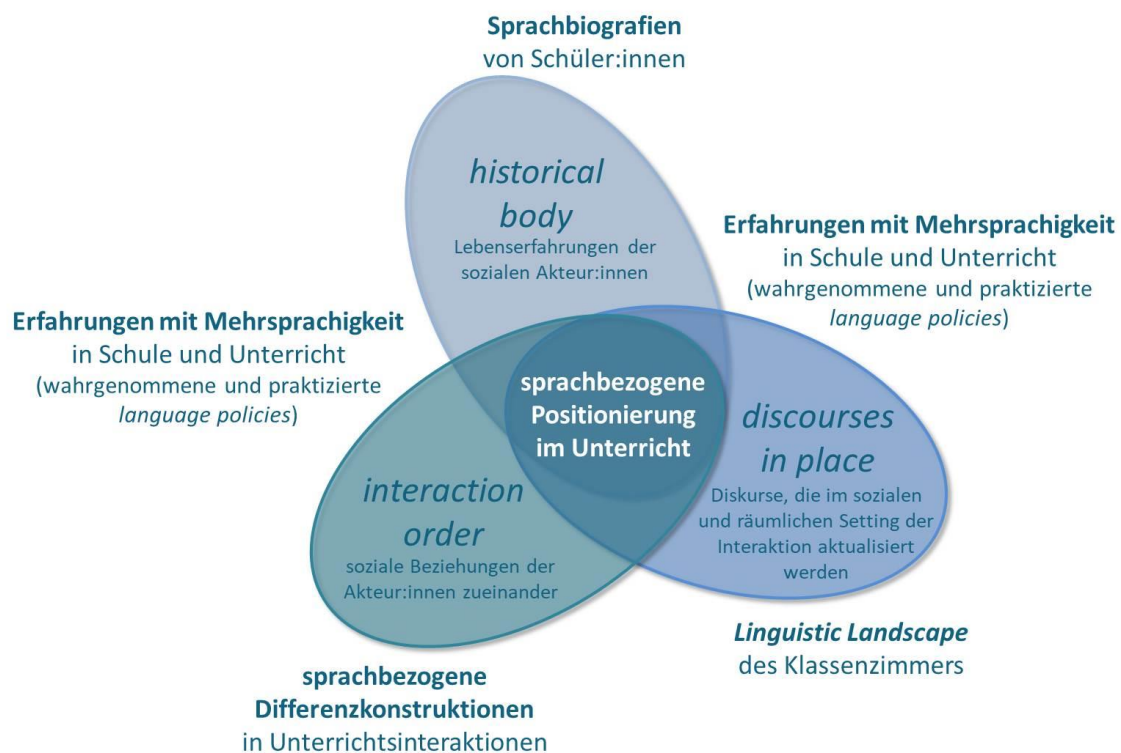 Sprachbiografien
von Schüler:innen
historical
body
Lebenserfahrungen der
sozialen Akteur:innen
Erfahrungen mit Mehrsprachigkeit
in Schule und Unterricht
(wahrgenommene und praktizierte
language policies)
Erfahrungen mit Mehrsprachigkeit
in Schule und Unterricht
(wahrgenommene und praktizierte
language policies)
sprachbezogene
Positionierung
im Unterricht
discourses
in place
Diskurse, die im sozialen
und räumlichen Setting der
Interaktion aktualisiert
werden
interaction
order
soziale Beziehungen der
Akteur:innen zueinander
Linguistic Landscape
des Klassenzimmers
sprachbezogene
Differenzkonstruktionen
in Unterrichtsinteraktionen